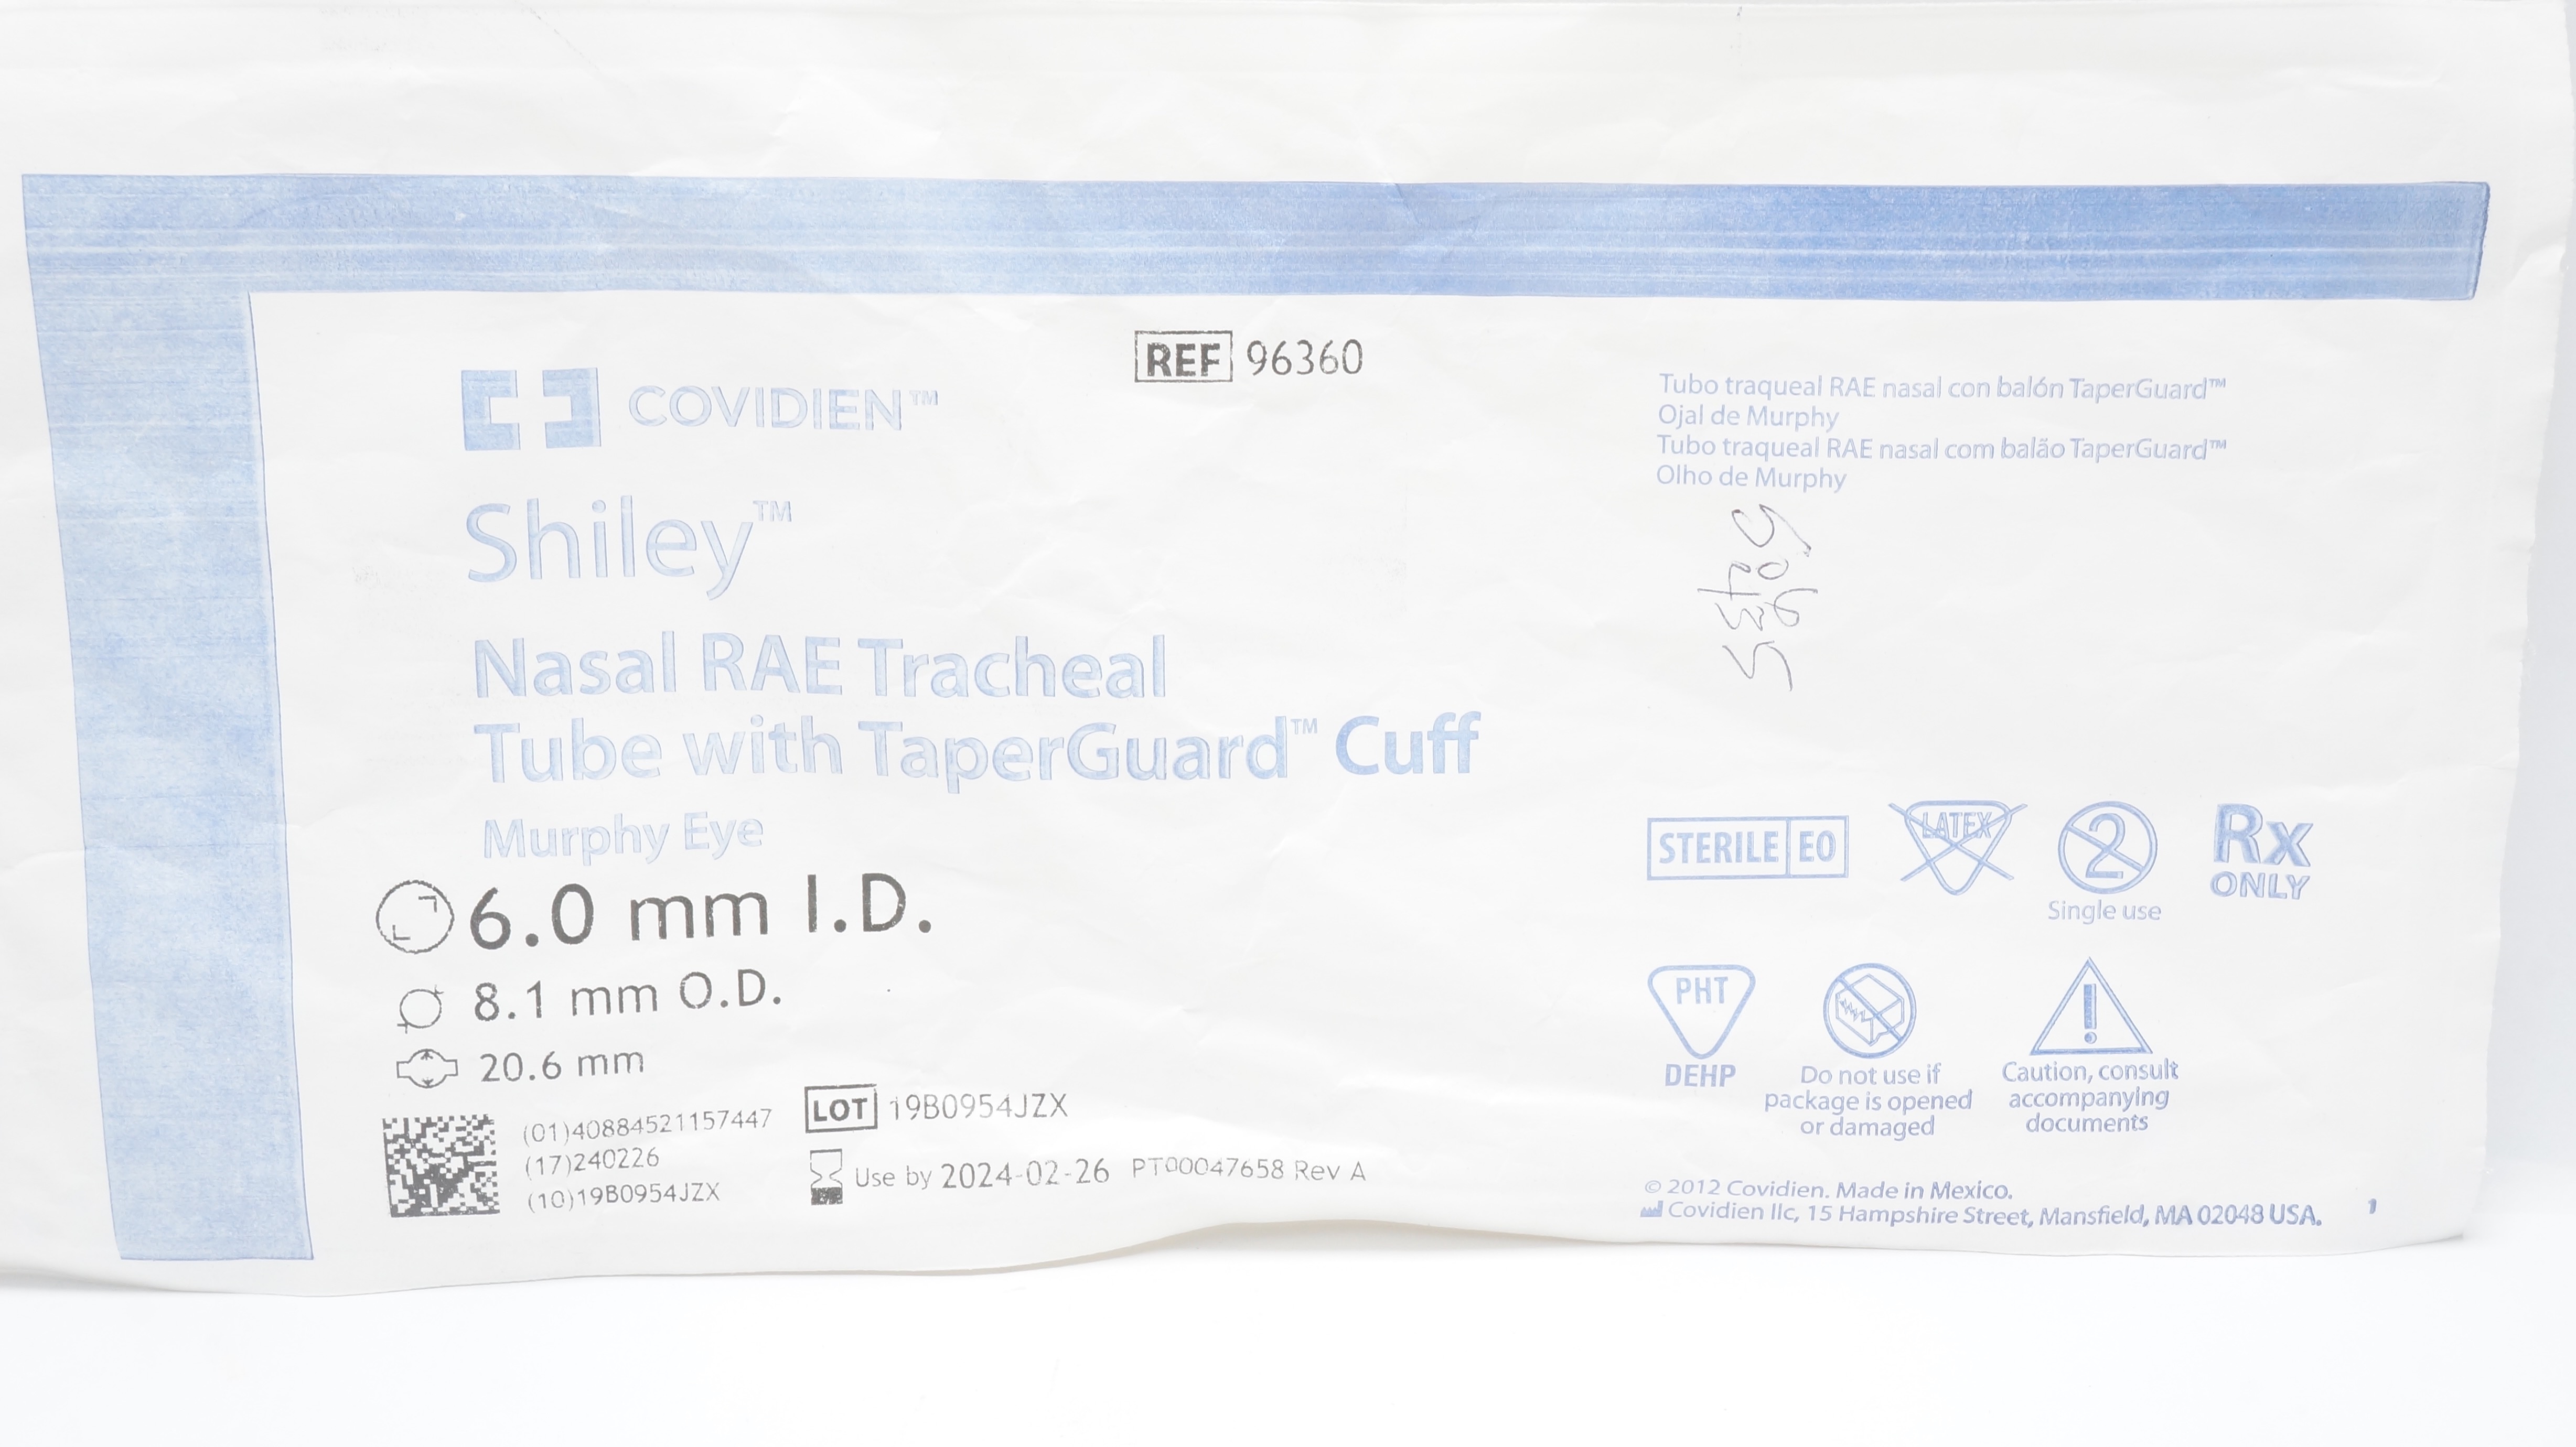 REF 96360
COVIDIEN™
Shiley™
Nasal RAE Tracheal
Tube with TaperGuard™ Cuff
Murphy Eye
6.0 mm I.D.
8.1 mm O.D.
20.6 mm
(01)40884521157447
(17)240226
(10)19B0954JZX
LOT 19B0954JZX
Use by 2024-02-26 PT00047658 Rev A
Tubo traqueal RAE nasal con balón TaperGuard™
Ojal de Murphy
Tubo traqueal RAE nasal com balão TaperGuard™
Olho de Murphy
STERILE EO
LATEX
2
Single use
Rx
ONLY
PHT
DEHP
Do not use if
package is opened
or damaged
!
Caution, consult
accompanying
documents
© 2012 Covidien. Made in Mexico.
Covidien llc, 15 Hampshire Street, Mansfield, MA 02048 USA.
1